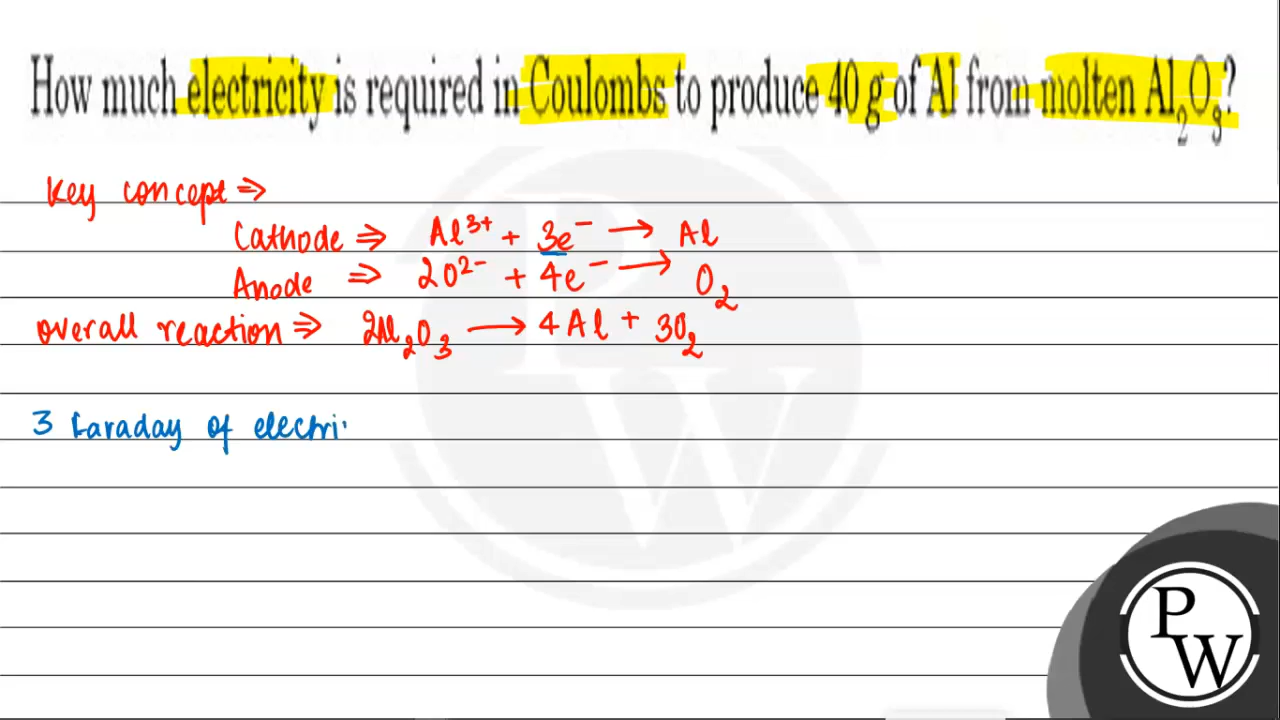 How much electricity is required in Coulombs to produce 40 g of Al from molten Al₂O₃?
Key concept ⇒
Cathode ⇒ Al³⁺ + 3e⁻ ⟶ Al
Anode ⇒ 2O²⁻ + 4e⁻ ⟶ O₂
overall reaction ⇒ 2Al₂O₃ ⟶ 4Al + 3O₂
3 Faraday of electri
PW